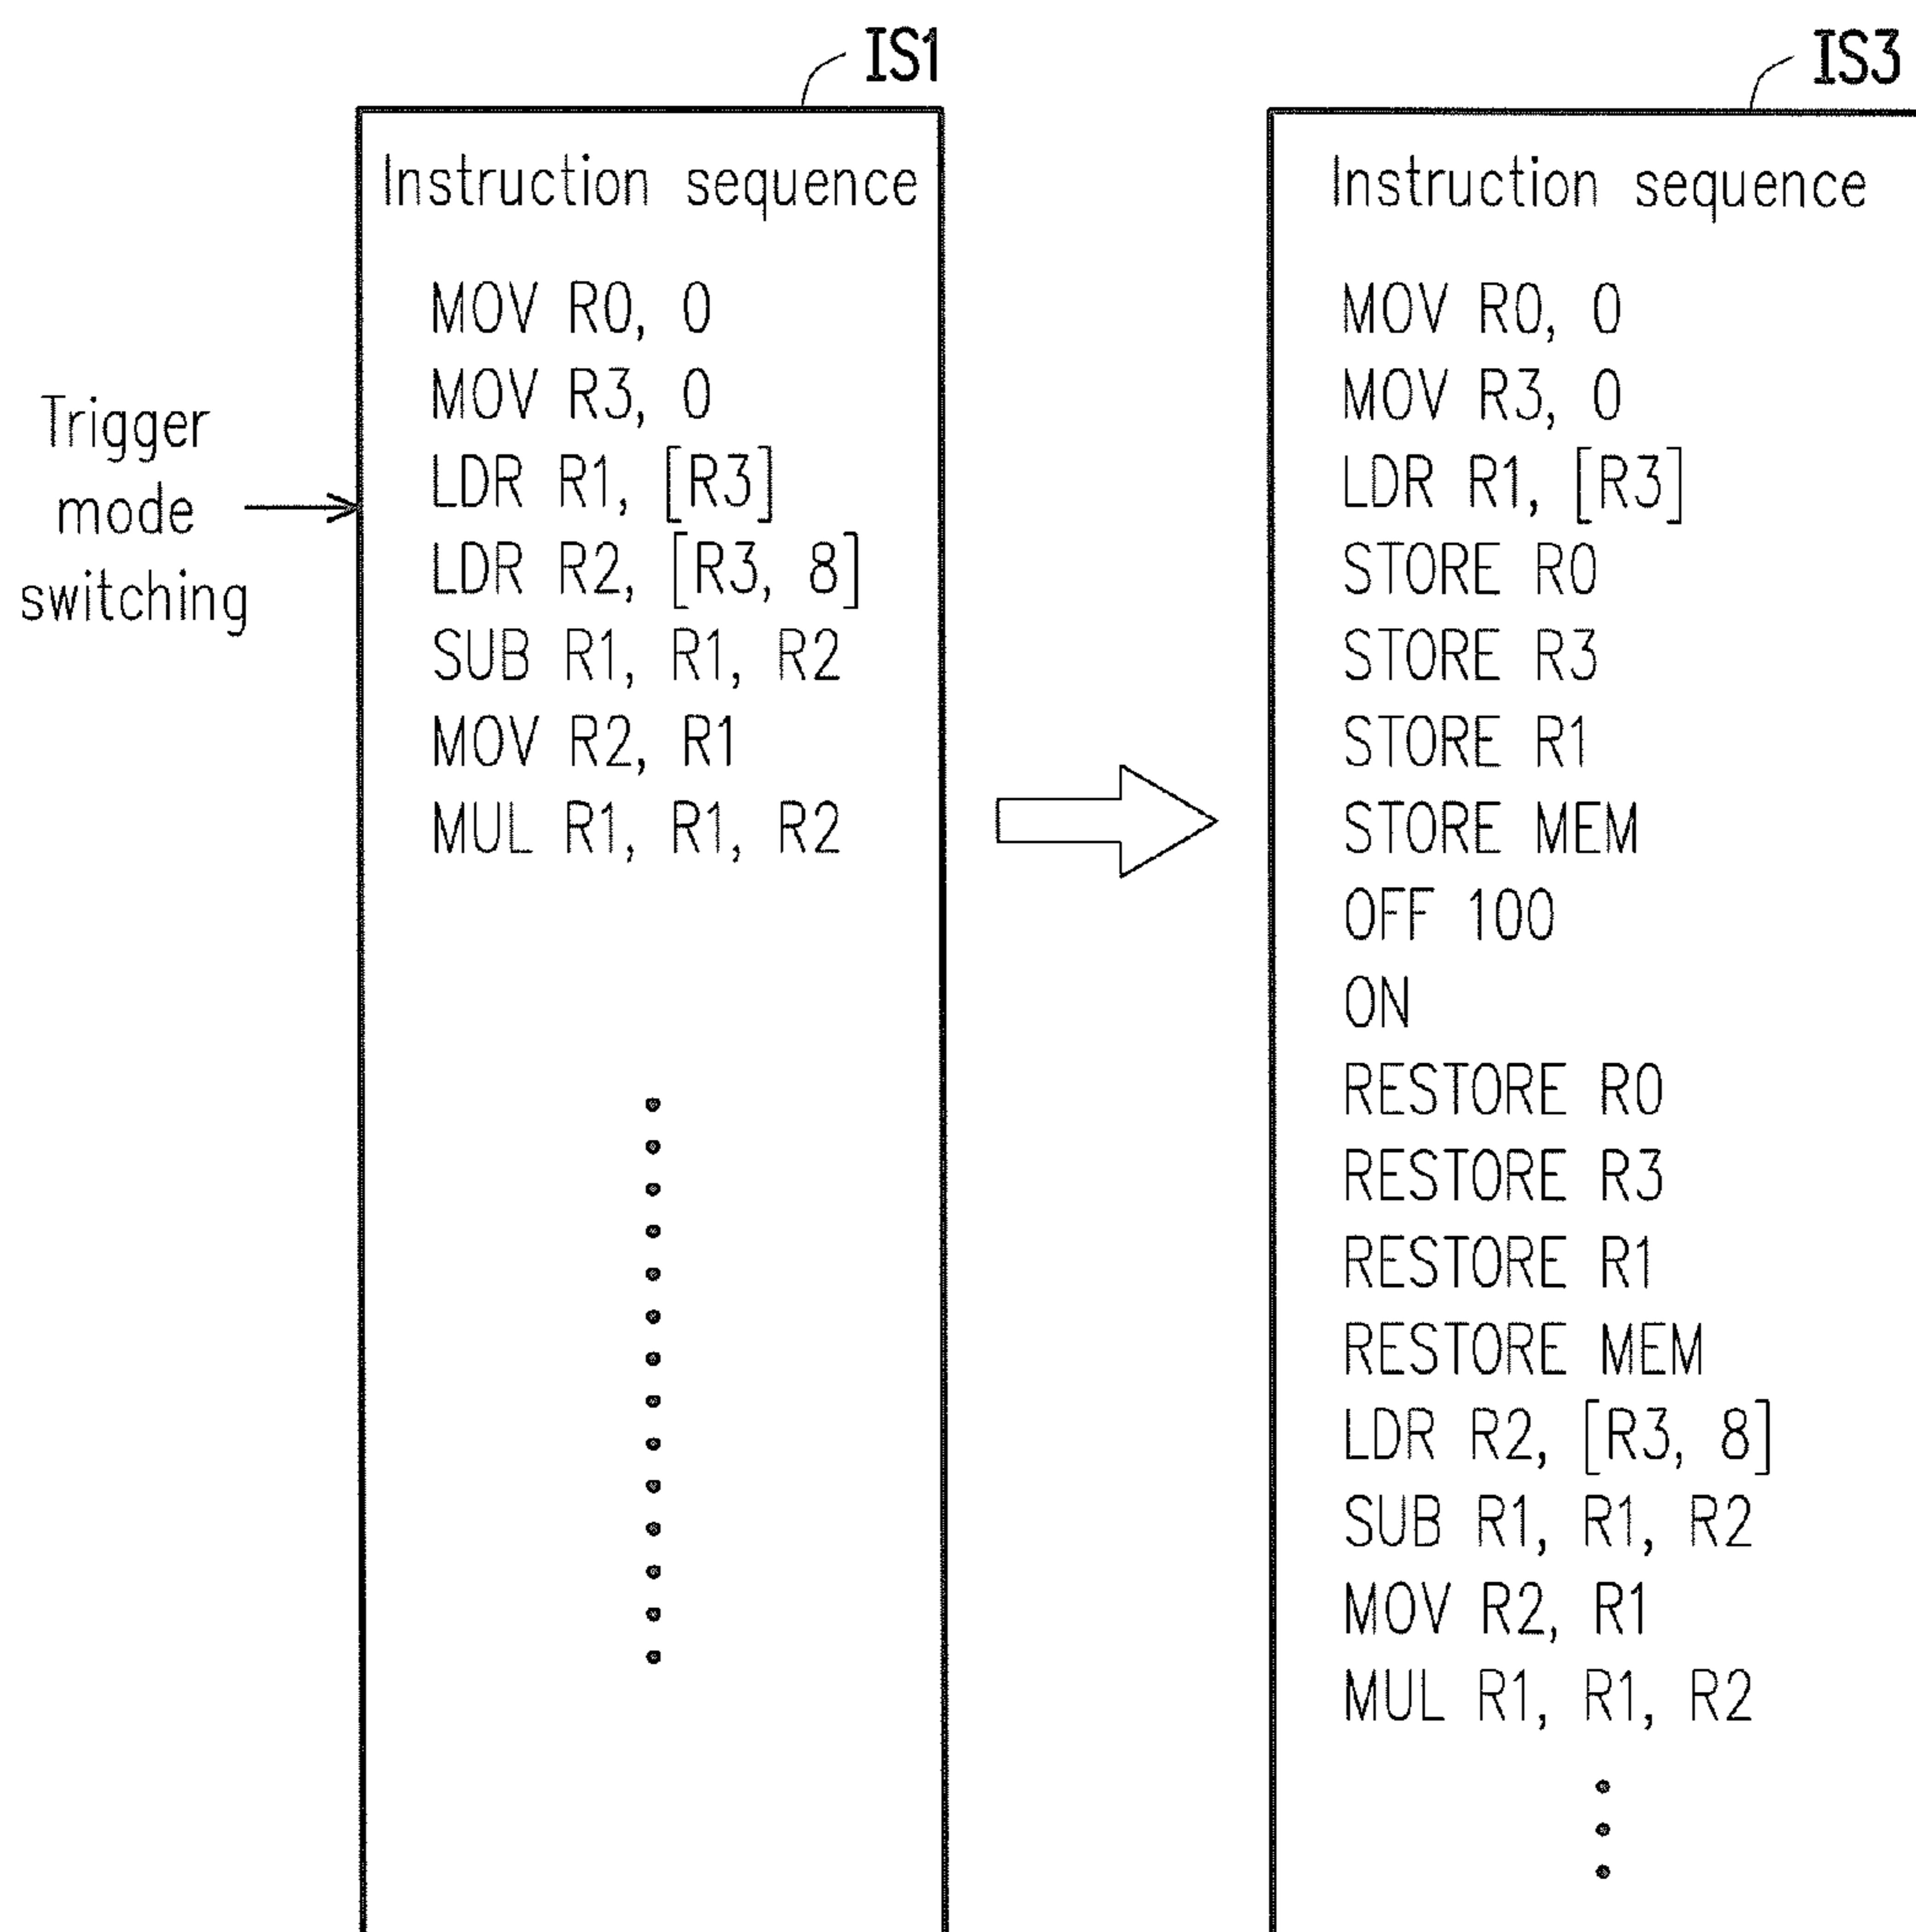 IS1
Instruction sequence
MOV R0, 0
MOV R3, 0
LDR R1, [R3]
LDR R2, [R3, 8]
SUB R1, R1, R2
MOV R2, R1
MUL R1, R1, R2
Trigger
mode
switching
IS3
Instruction sequence
MOV R0, 0
MOV R3, 0
LDR R1, [R3]
STORE R0
STORE R3
STORE R1
STORE MEM
OFF 100
ON
RESTORE R0
RESTORE R3
RESTORE R1
RESTORE MEM
LDR R2, [R3, 8]
SUB R1, R1, R2
MOV R2, R1
MUL R1, R1, R2